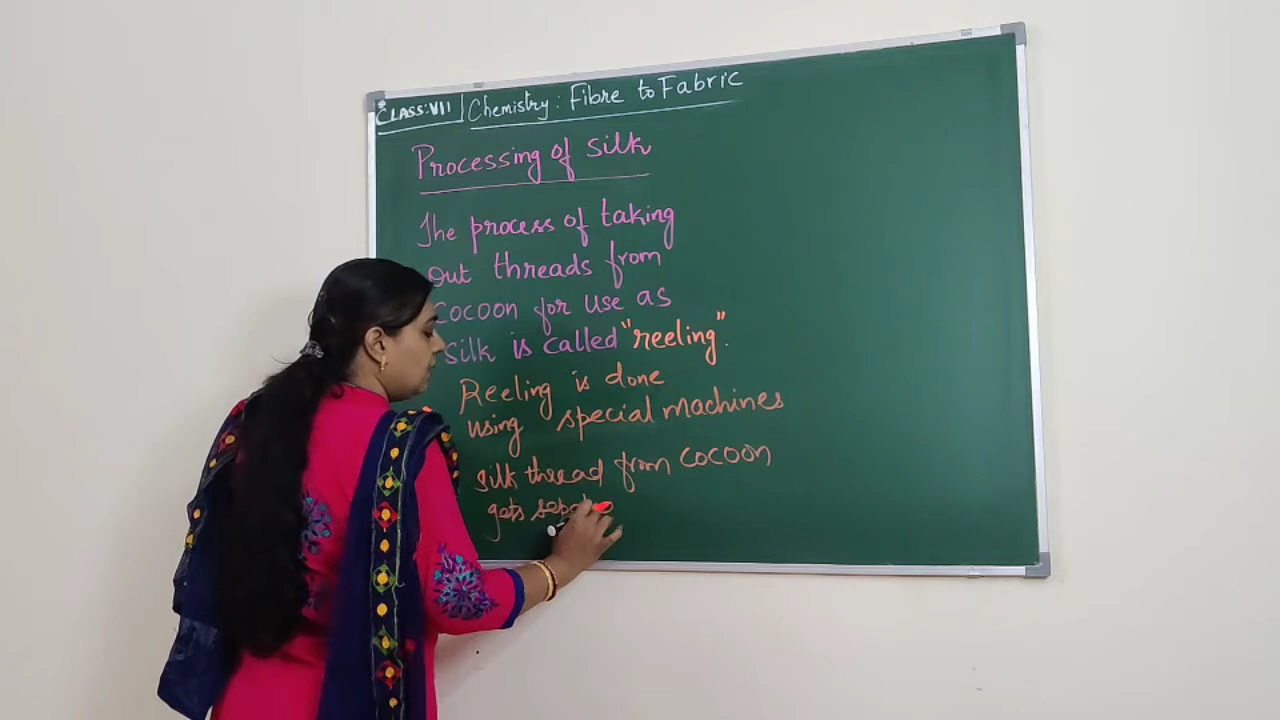 CLASS:VII | Chemistry: Fibre to Fabric
Processing of silk
The process of taking
out threads from
cocoon for use as
silk is called "reeling".
Reeling is done
using special machines
silk thread from cocoon
gets